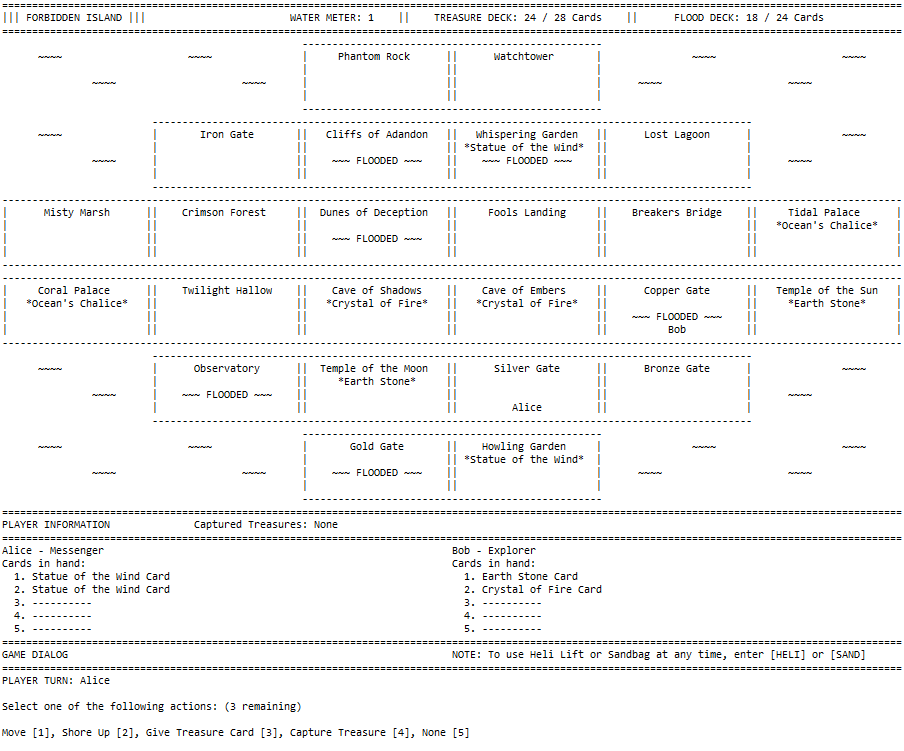 ||| FORBIDDEN ISLAND ||| WATER METER: 1 || TREASURE DECK: 24 / 28 Cards || FLOOD DECK: 18 / 24 Cards
~~~~ ~~~~ | Phantom Rock || Watchtower | ~~~~ ~~~~
~~~~ ~~~~ | || | ~~~~ ~~~~
~~~~ | Iron Gate || Cliffs of Adandon || Whispering Garden || Lost Lagoon | ~~~~
*Statue of the Wind*
~~~~ | || ~~~ FLOODED ~~~ || ~~~ FLOODED ~~~ || | ~~~~
| Misty Marsh || Crimson Forest || Dunes of Deception || Fools Landing || Breakers Bridge || Tidal Palace |
*Ocean's Chalice*
~~~ FLOODED ~~~
| Coral Palace || Twilight Hallow || Cave of Shadows || Cave of Embers || Copper Gate || Temple of the Sun |
| *Ocean's Chalice* || || *Crystal of Fire* || *Crystal of Fire* || || *Earth Stone* |
~~~ FLOODED ~~~
Bob
~~~~ | Observatory || Temple of the Moon || Silver Gate || Bronze Gate | ~~~~
*Earth Stone*
~~~~ | ~~~ FLOODED ~~~ || || || | ~~~~
Alice
~~~~ ~~~~ | Gold Gate || Howling Garden | ~~~~ ~~~~
*Statue of the Wind*
~~~~ ~~~~ | ~~~ FLOODED ~~~ || | ~~~~ ~~~~
PLAYER INFORMATION Captured Treasures: None
Alice - Messenger Bob - Explorer
Cards in hand: Cards in hand:
1. Statue of the Wind Card 1. Earth Stone Card
2. Statue of the Wind Card 2. Crystal of Fire Card
3. ---------- 3. ----------
4. ---------- 4. ----------
5. ---------- 5. ----------
GAME DIALOG NOTE: To use Heli Lift or Sandbag at any time, enter [HELI] or [SAND]
PLAYER TURN: Alice
Select one of the following actions: (3 remaining)
Move [1], Shore Up [2], Give Treasure Card [3], Capture Treasure [4], None [5]